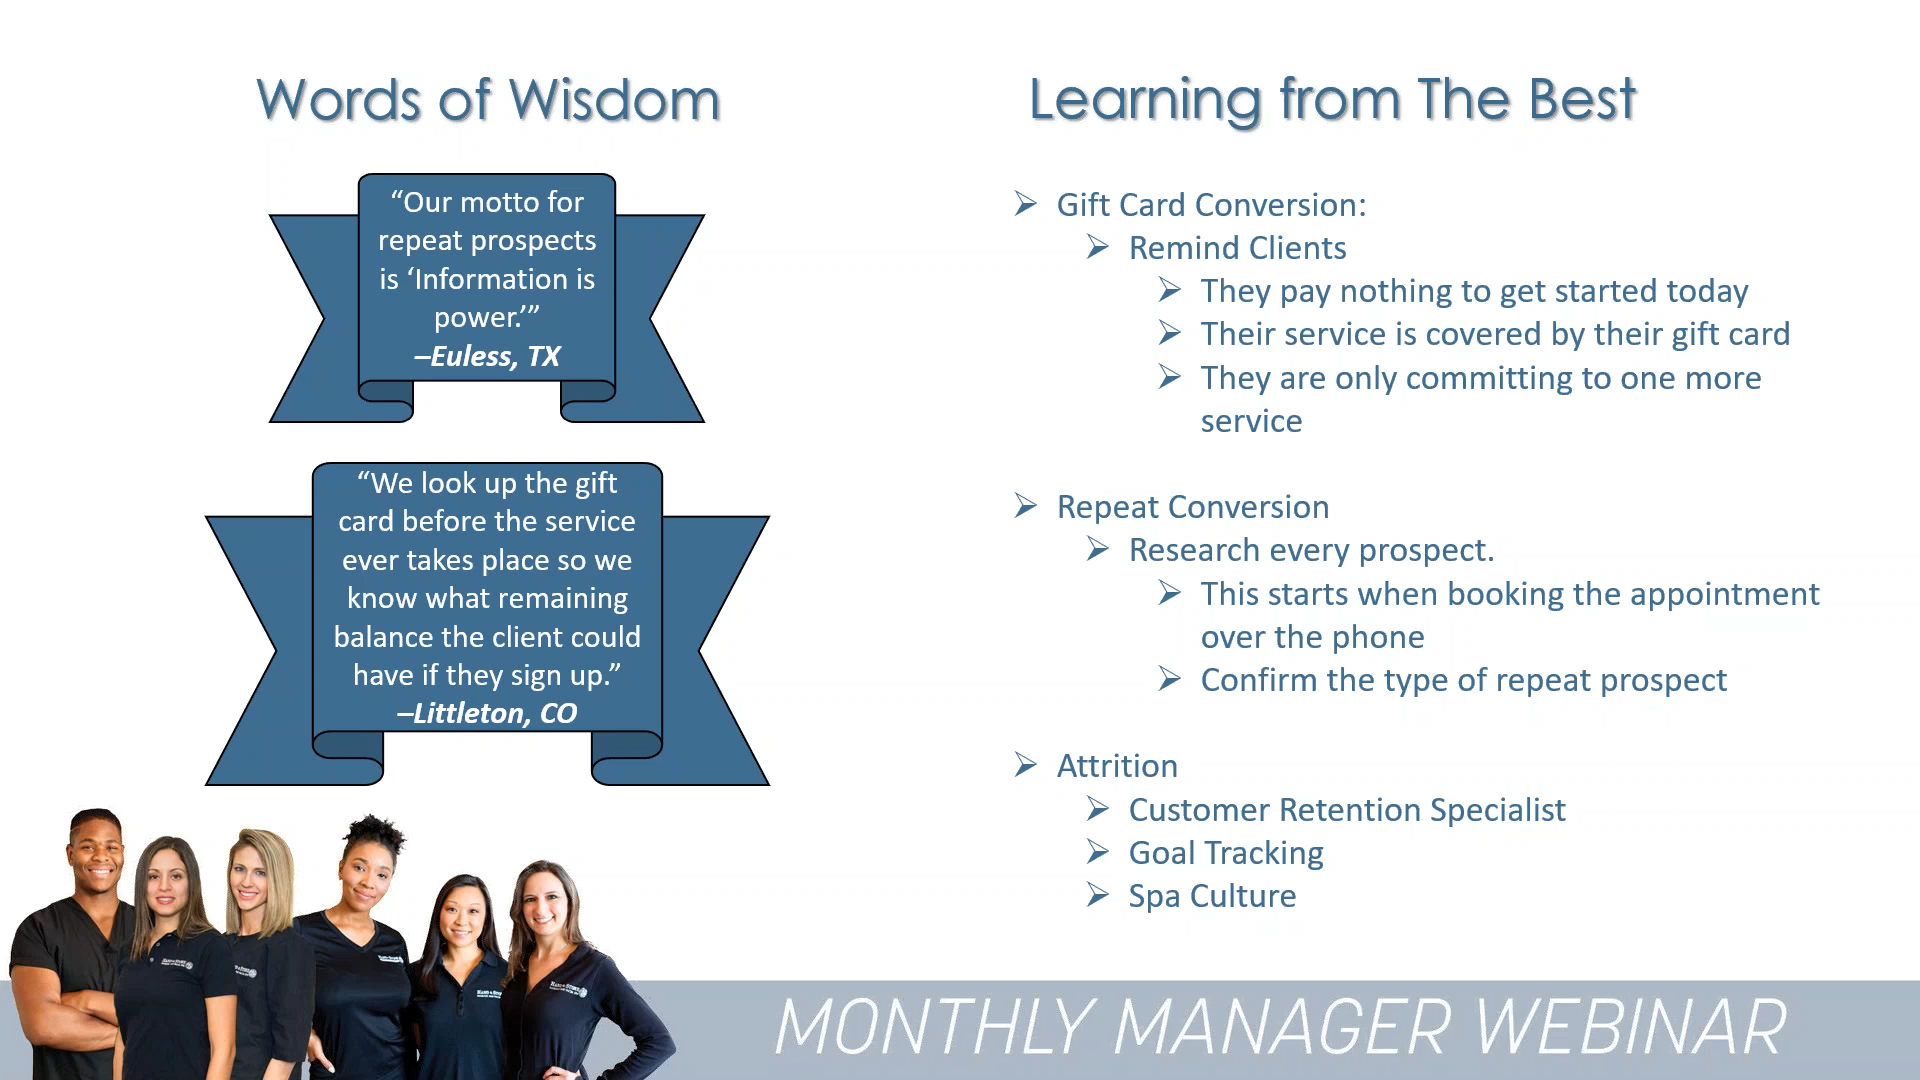 Words of Wisdom
“Our motto for
repeat prospects
is ‘Information is
power.’”
–Euless, TX
“We look up the gift
card before the service
ever takes place so we
know what remaining
balance the client could
have if they sign up.”
–Littleton, CO
Learning from The Best
Gift Card Conversion:
Remind Clients
They pay nothing to get started today
Their service is covered by their gift card
They are only committing to one more
service
Repeat Conversion
Research every prospect.
This starts when booking the appointment
over the phone
Confirm the type of repeat prospect
Attrition
Customer Retention Specialist
Goal Tracking
Spa Culture
HAND & STONE
MONTHLY MANAGER WEBINAR